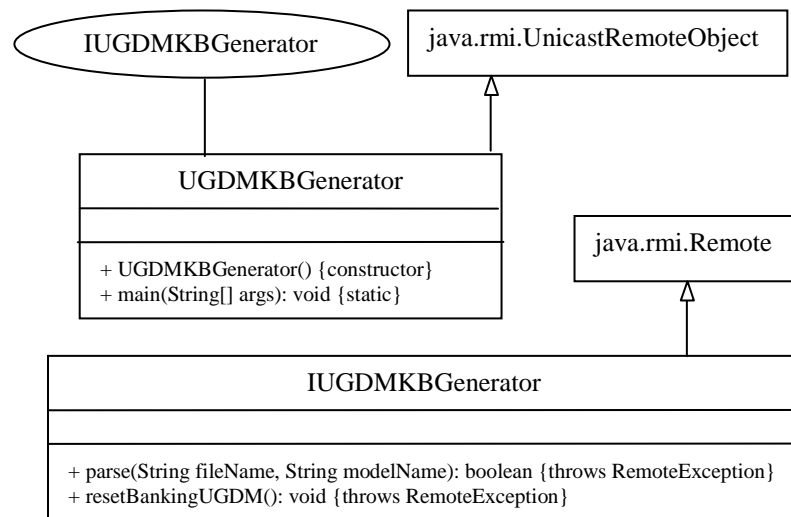 IUGDMKBGenerator
java.rmi.UnicastRemoteObject
UGDMKBGenerator
+ UGDMKBGenerator() {constructor}
+ main(String[] args): void {static}
java.rmi.Remote
IUGDMKBGenerator
+ parse(String fileName, String modelName): boolean {throws RemoteException}
+ resetBankingUGDM(): void {throws RemoteException}